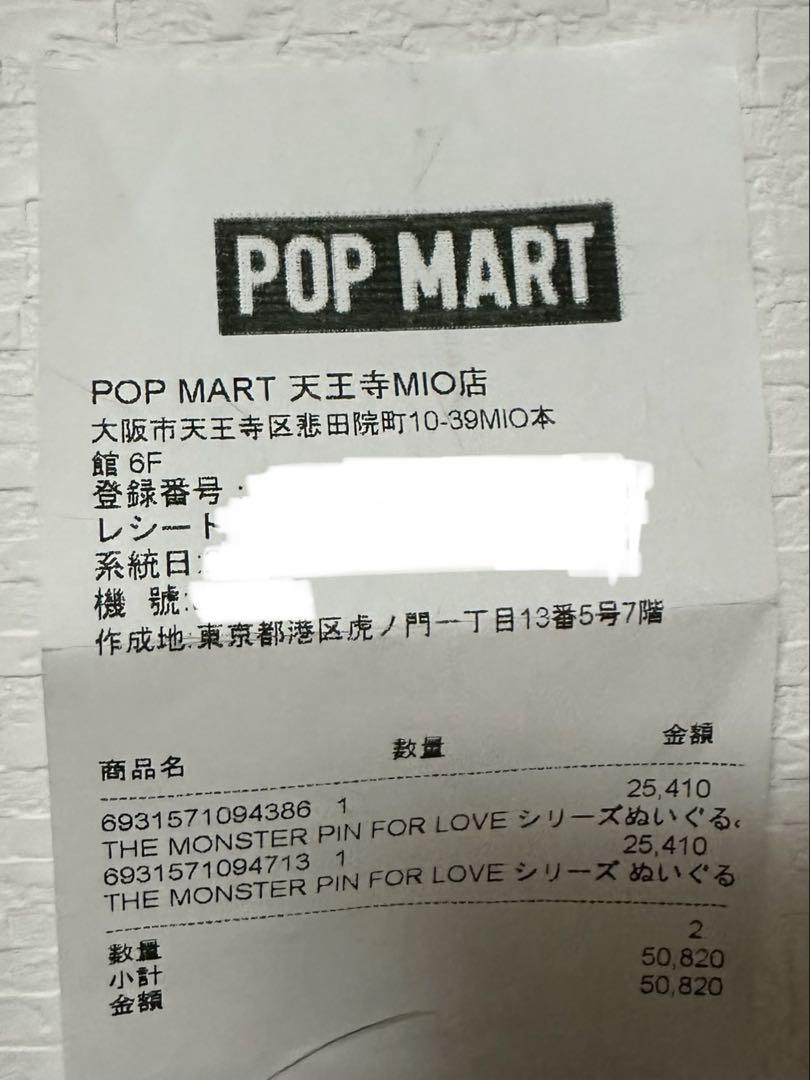 POP MART
POP MART 天王寺MIO店
大阪市天王寺区悲田院町10-39MIO本
館 6F
登録番号:
レシート
系統日:
機 號:
作成地:東京都港区虎ノ門一丁目13番5号7階
商品名 数量 金額
6931571094386 1 25,410
THE MONSTER PIN FOR LOVE シリーズぬいぐる
6931571094713 1 25,410
THE MONSTER PIN FOR LOVE シリーズ ぬいぐる
数量 2
小計 50,820
金額 50,820